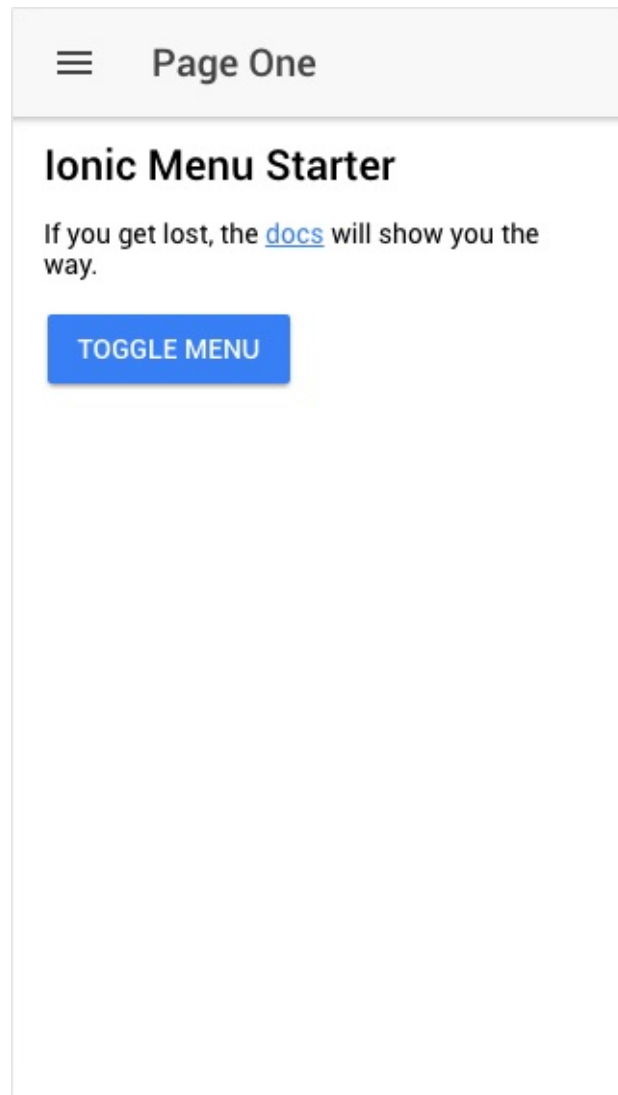 Page One
Ionic Menu Starter
If you get lost, the docs will show you the
way.
TOGGLE MENU